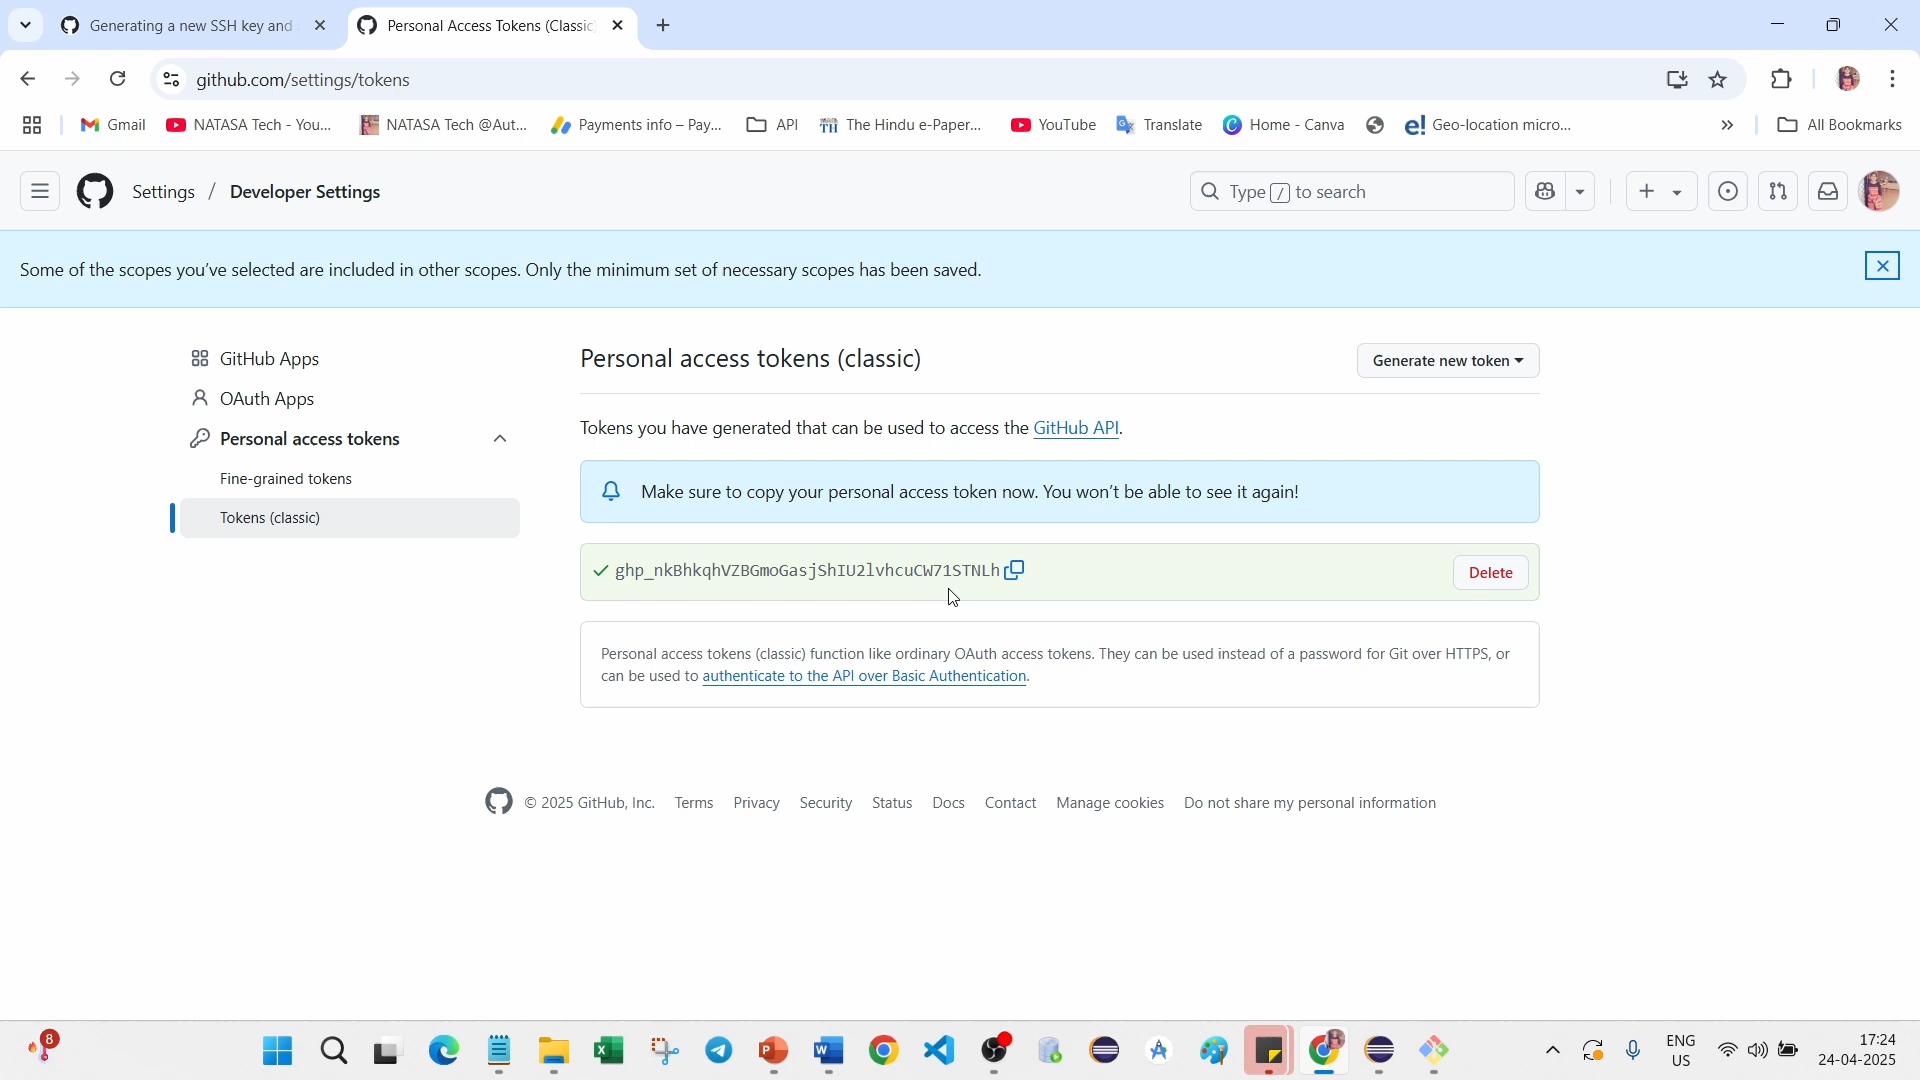 Generating a new SSH key and
Personal Access Tokens (Classic
github.com/settings/tokens
Gmail
NATASA Tech - You...
NATASA Tech @Aut...
Payments info – Pay...
API
The Hindu e-Paper...
YouTube
Translate
Home - Canva
Geo-location micro...
All Bookmarks
Settings / Developer Settings
Type / to search
Some of the scopes you've selected are included in other scopes. Only the minimum set of necessary scopes has been saved.
GitHub Apps
OAuth Apps
Personal access tokens
Fine-grained tokens
Tokens (classic)
Personal access tokens (classic)
Generate new token
Tokens you have generated that can be used to access the GitHub API.
Make sure to copy your personal access token now. You won't be able to see it again!
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
Delete
Personal access tokens (classic) function like ordinary OAuth access tokens. They can be used instead of a password for Git over HTTPS, or
can be used to authenticate to the API over Basic Authentication.
© 2025 GitHub, Inc.
Terms
Privacy
Security
Status
Docs
Contact
Manage cookies
Do not share my personal information
8
ENG
US
17:24
24-04-2025